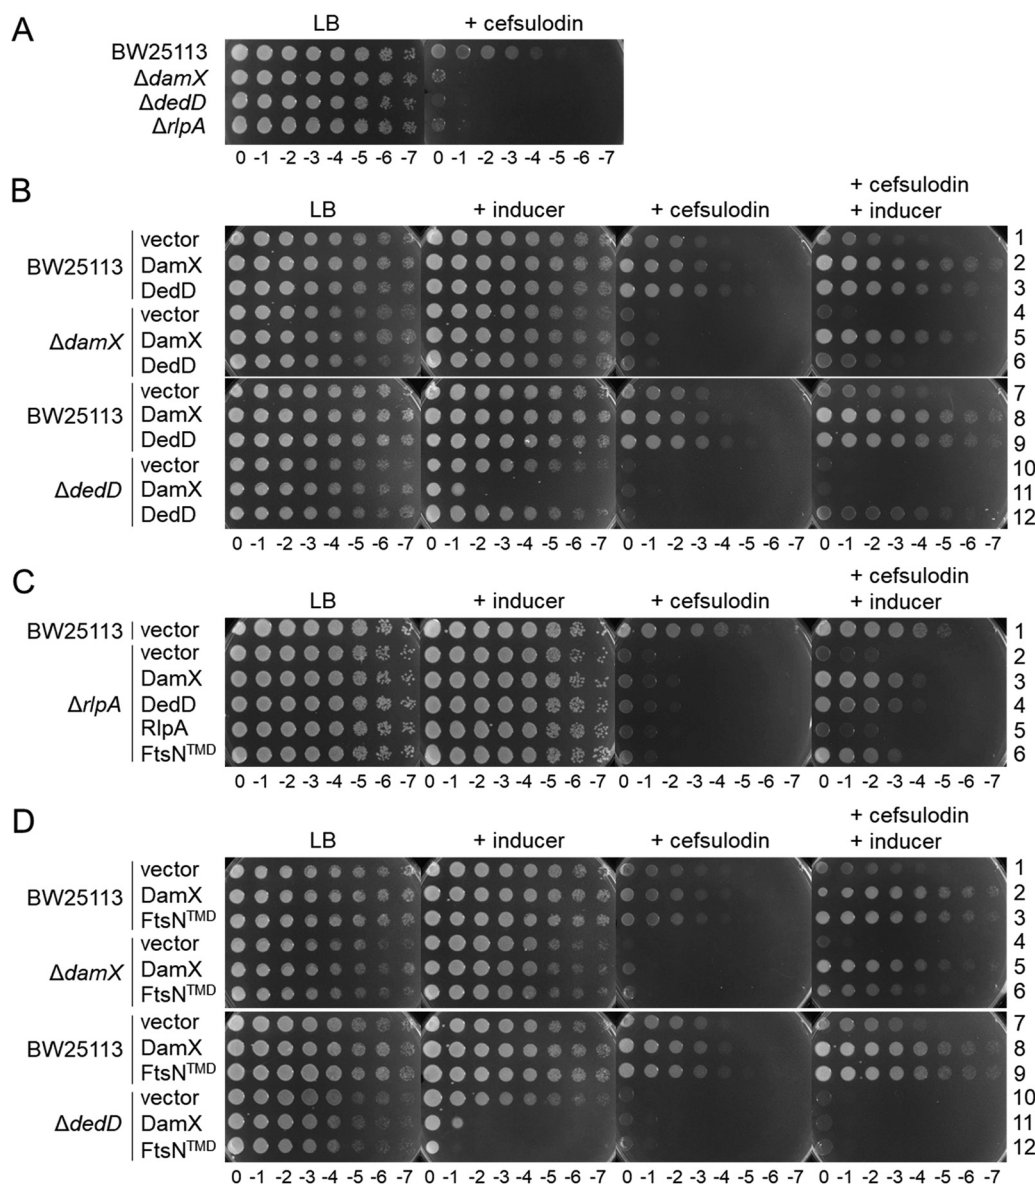 A
LB + cefsulodin
BW25113
ΔdamX
ΔdedD
ΔrlpA
0 -1 -2 -3 -4 -5 -6 -7 0 -1 -2 -3 -4 -5 -6 -7
B
LB + inducer + cefsulodin + cefsulodin
+ inducer
BW25113 vector 1
DamX 2
DedD 3
ΔdamX vector 4
DamX 5
DedD 6
BW25113 vector 7
DamX 8
DedD 9
ΔdedD vector 10
DamX 11
DedD 12
0 -1 -2 -3 -4 -5 -6 -7 0 -1 -2 -3 -4 -5 -6 -7 0 -1 -2 -3 -4 -5 -6 -7 0 -1 -2 -3 -4 -5 -6 -7
C
LB + inducer + cefsulodin + cefsulodin
+ inducer
BW25113 vector 1
ΔrlpA vector 2
DamX 3
DedD 4
RlpA 5
FtsN^TMD 6
0 -1 -2 -3 -4 -5 -6 -7 0 -1 -2 -3 -4 -5 -6 -7 0 -1 -2 -3 -4 -5 -6 -7 0 -1 -2 -3 -4 -5 -6 -7
D
LB + inducer + cefsulodin + cefsulodin
+ inducer
BW25113 vector 1
DamX 2
FtsN^TMD 3
ΔdamX vector 4
DamX 5
FtsN^TMD 6
BW25113 vector 7
DamX 8
FtsN^TMD 9
ΔdedD vector 10
DamX 11
FtsN^TMD 12
0 -1 -2 -3 -4 -5 -6 -7 0 -1 -2 -3 -4 -5 -6 -7 0 -1 -2 -3 -4 -5 -6 -7 0 -1 -2 -3 -4 -5 -6 -7